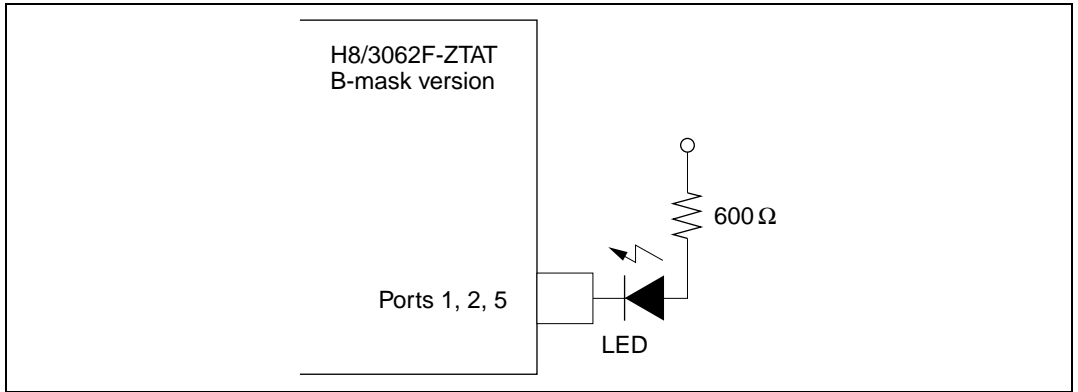 H8/3062F-ZTAT
B-mask version
600 Ω
Ports 1, 2, 5
LED